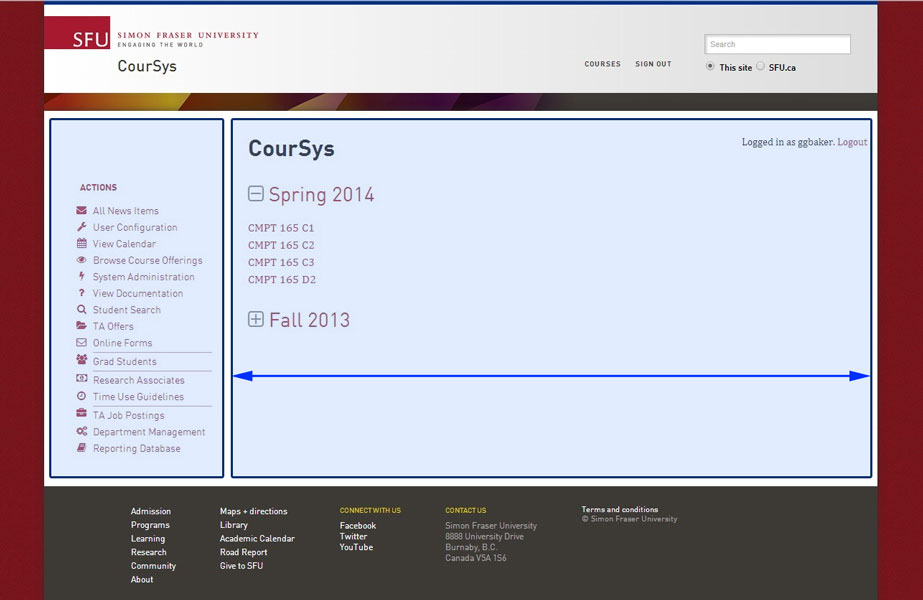 SFU
SIMON FRASER UNIVERSITY
ENGAGING THE WORLD
CourSys
COURSES SIGN OUT
Search
This site SFU.ca
ACTIONS
All News Items
User Configuration
View Calendar
Browse Course Offerings
System Administration
View Documentation
Student Search
TA Offers
Online Forms
Grad Students
Research Associates
Time Use Guidelines
TA Job Postings
Department Management
Reporting Database
CourSys
Logged in as ggbaker. Logout
Spring 2014
CMPT 165 C1
CMPT 165 C2
CMPT 165 C3
CMPT 165 D2
Fall 2013
Admission
Programs
Learning
Research
Community
About
Maps + directions
Library
Academic Calendar
Road Report
Give to SFU
CONNECT WITH US
Facebook
Twitter
YouTube
CONTACT US
Simon Fraser University
8888 University Drive
Burnaby, B.C.
Canada V5A 1S6
Terms and conditions
© Simon Fraser University